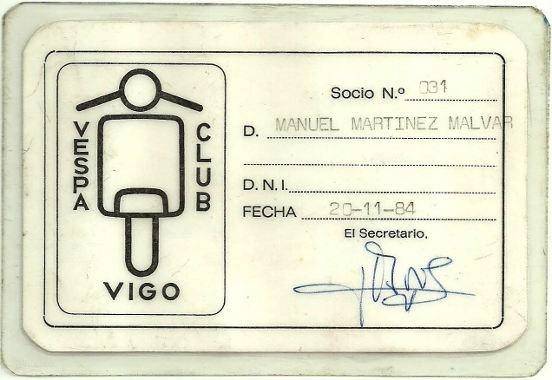 VESPA
CLUB
VIGO
Socio N.º 031
D. MANUEL MARTINEZ MALVAR
D.N.I.
FECHA 20-11-84
El Secretario,